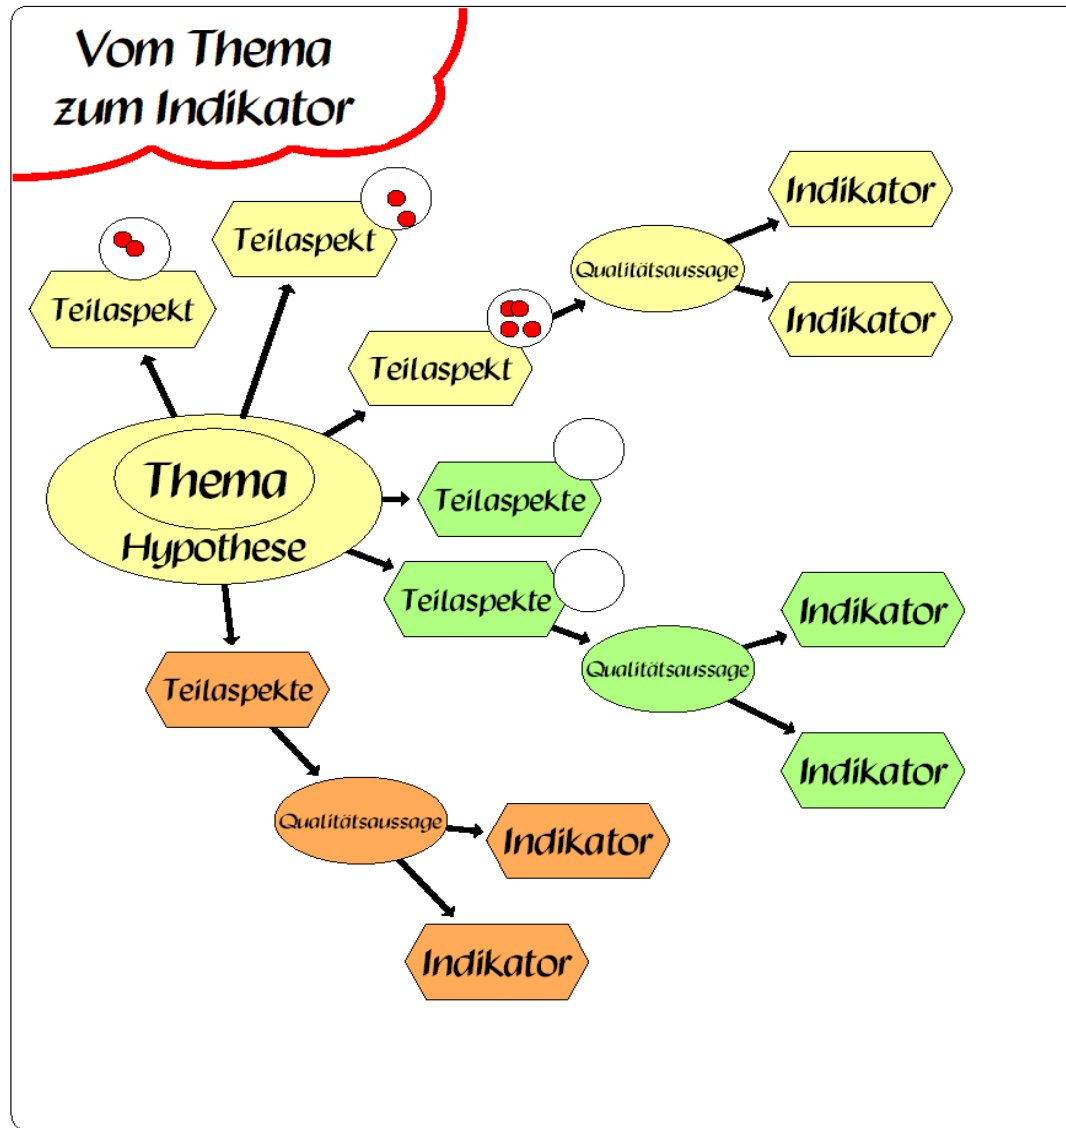 Vom Thema
zum Indikator
Teilaspekt
Teilaspekt
Teilaspekt
Qualitätsaussage
Indikator
Indikator
Thema
Hypothese
Teilaspekte
Teilaspekte
Qualitätsaussage
Indikator
Indikator
Teilaspekte
Qualitätsaussage
Indikator
Indikator